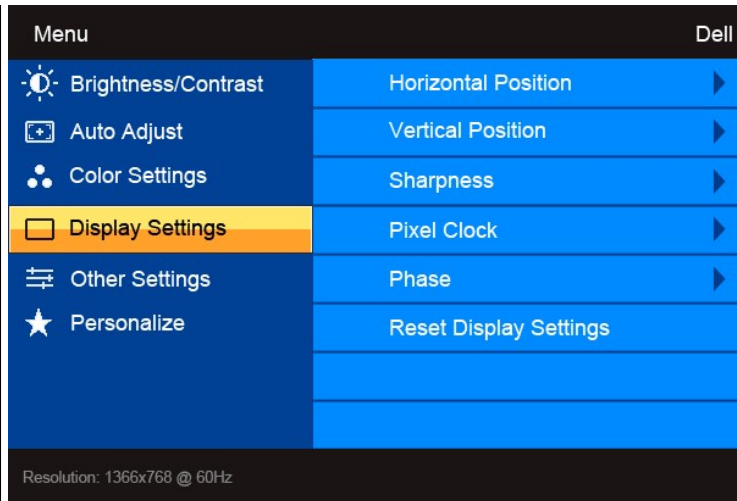 Menu
Dell
Brightness/Contrast
Auto Adjust
Color Settings
Display Settings
Other Settings
Personalize
Horizontal Position
Vertical Position
Sharpness
Pixel Clock
Phase
Reset Display Settings
Resolution: 1366x768 @ 60Hz